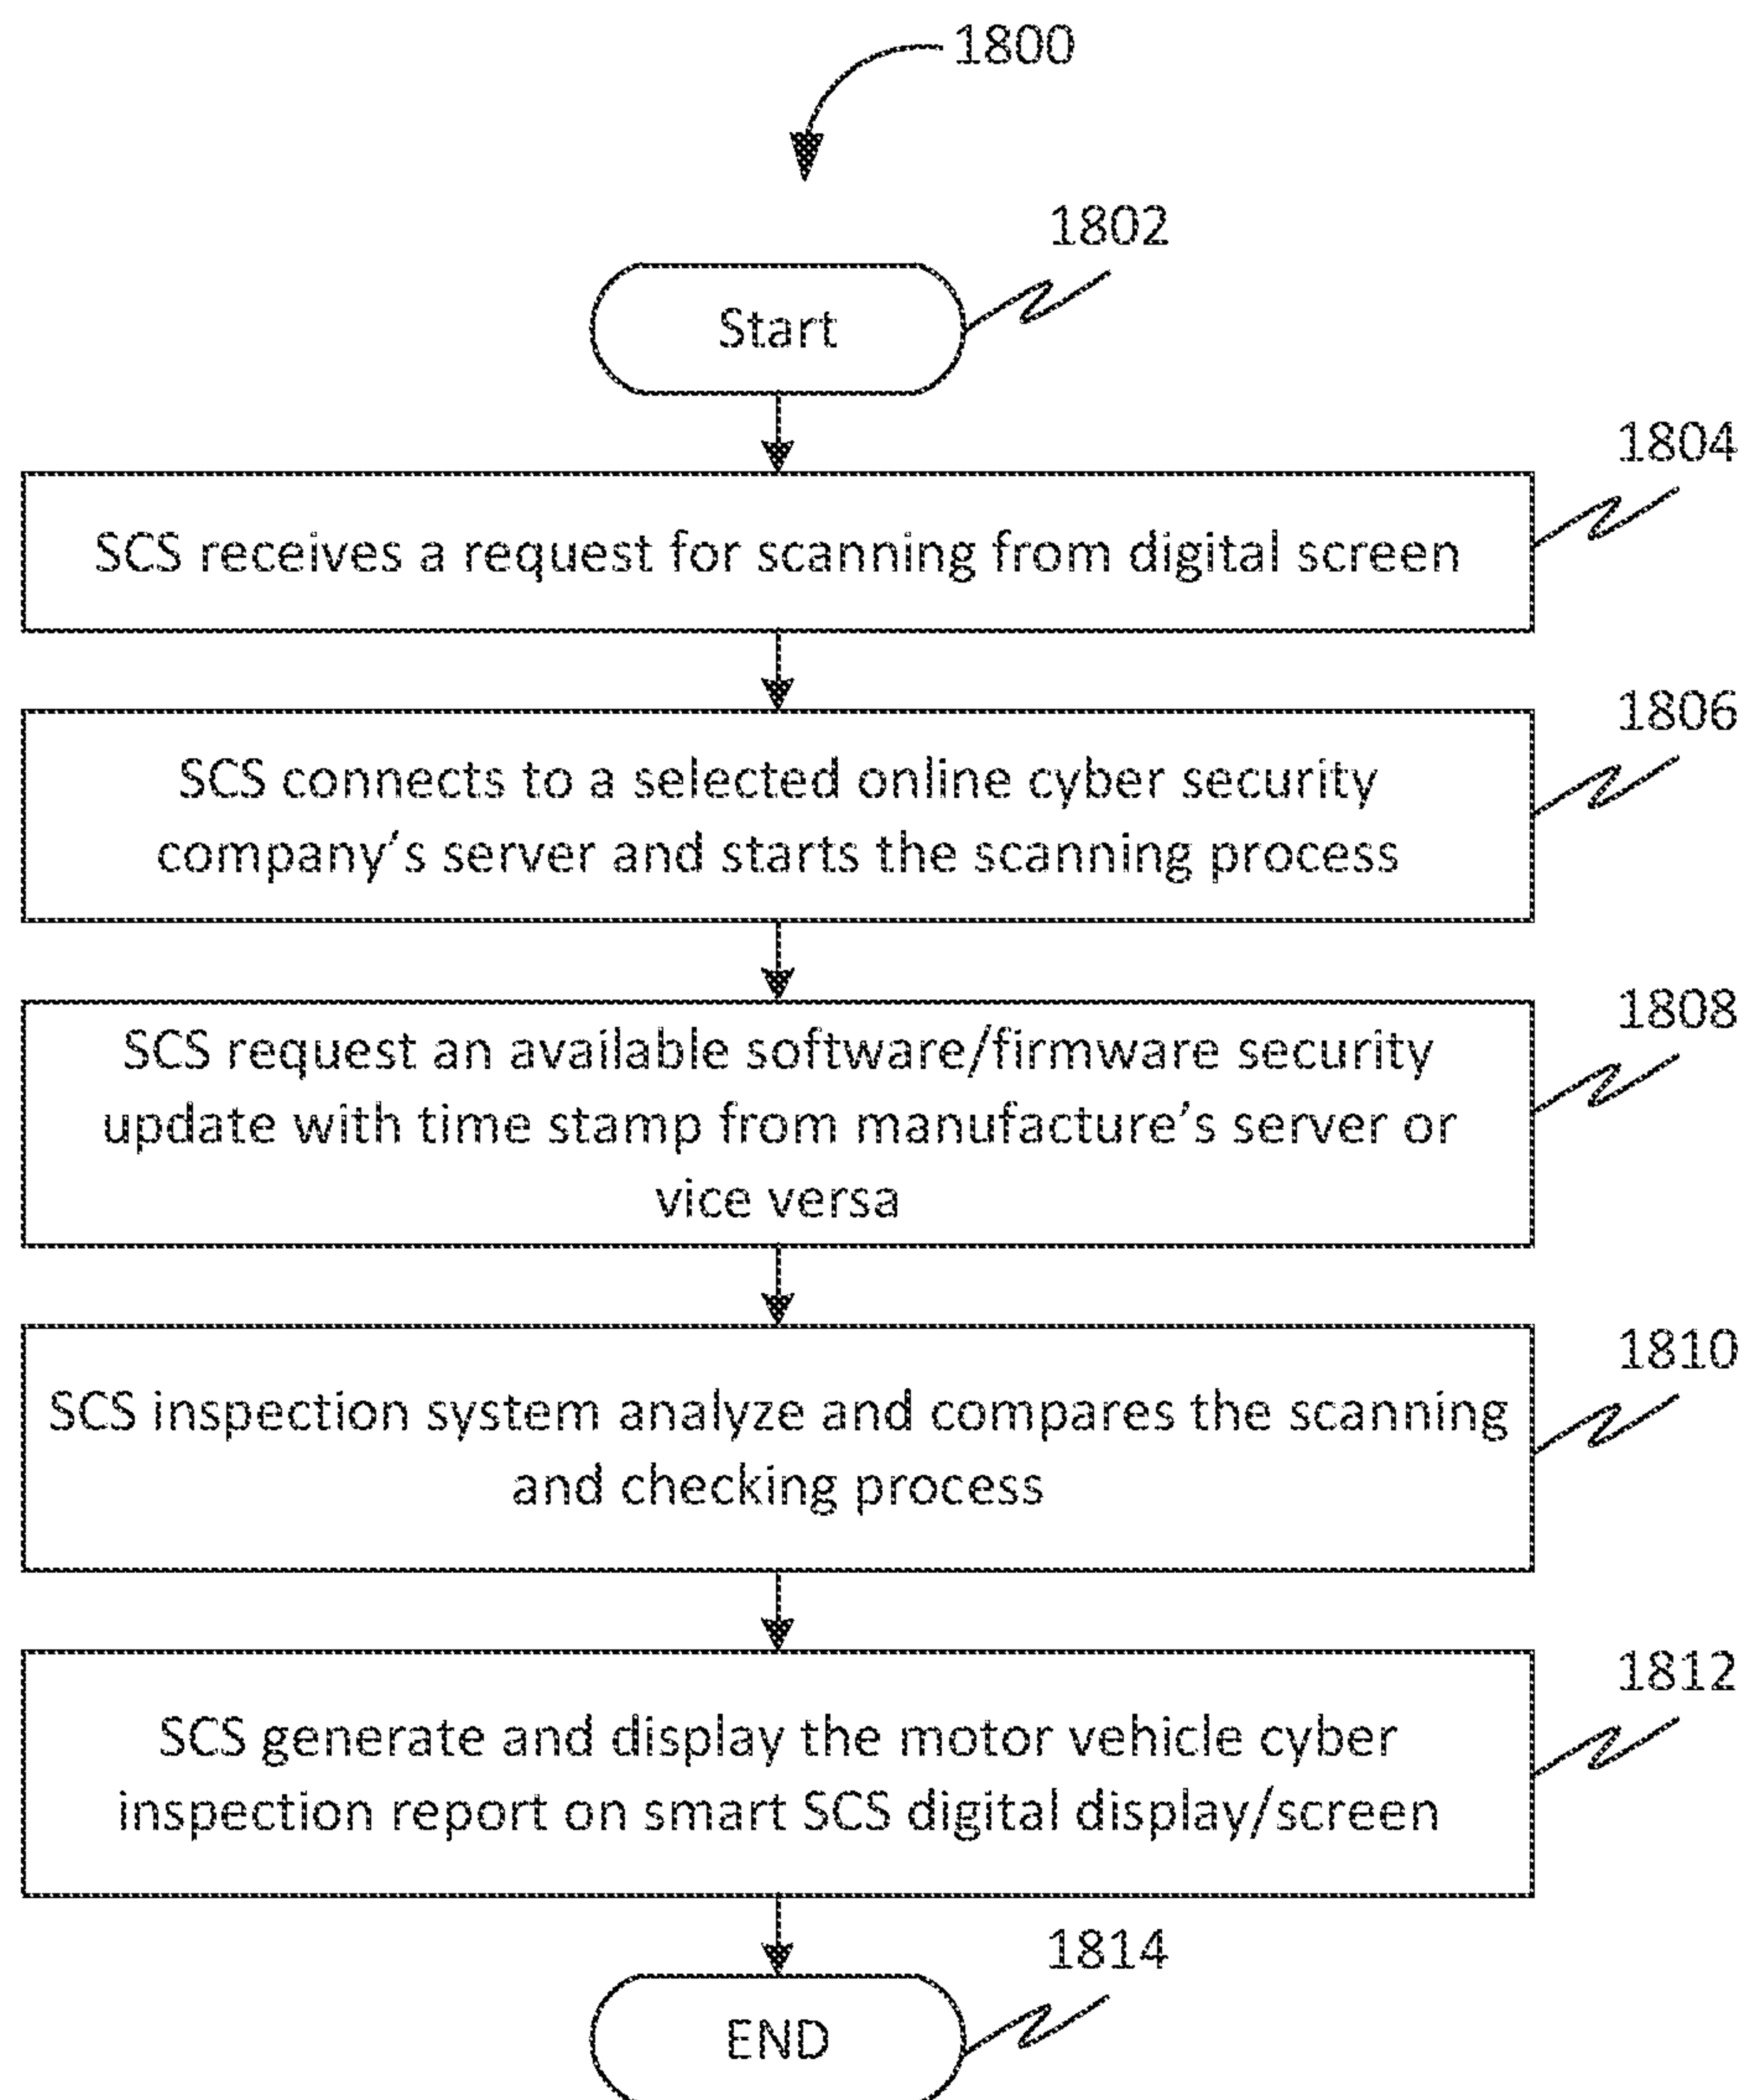 1800
1802
Start
1804
SCS receives a request for scanning from digital screen
1806
SCS connects to a selected online cyber security
company’s server and starts the scanning process
1808
SCS request an available software/firmware security
update with time stamp from manufacture’s server or
vice versa
1810
SCS inspection system analyze and compares the scanning
and checking process
1812
SCS generate and display the motor vehicle cyber
inspection report on smart SCS digital display/screen
1814
END